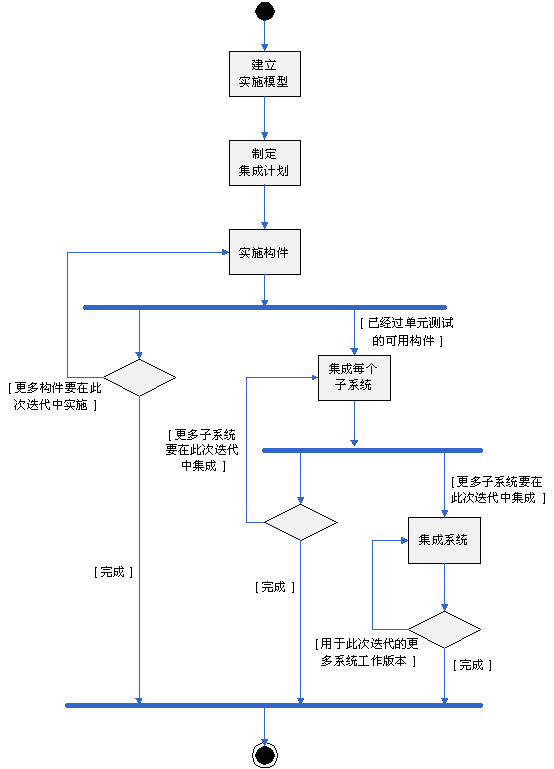 建立
实施模型
制定
集成计划
实施构件
[ 已经过单元测试
的可用构件 ]
集成每个
子系统
[ 更多构件要在此
次迭代中实施 ]
[ 更多子系统
要在此次迭代
中集成 ]
[更多子系统要在
此次迭代中集成 ]
集成系统
[ 完成 ]
[ 完成 ]
[用于此次迭代的更
多系统工作版本 ]
[ 完成 ]